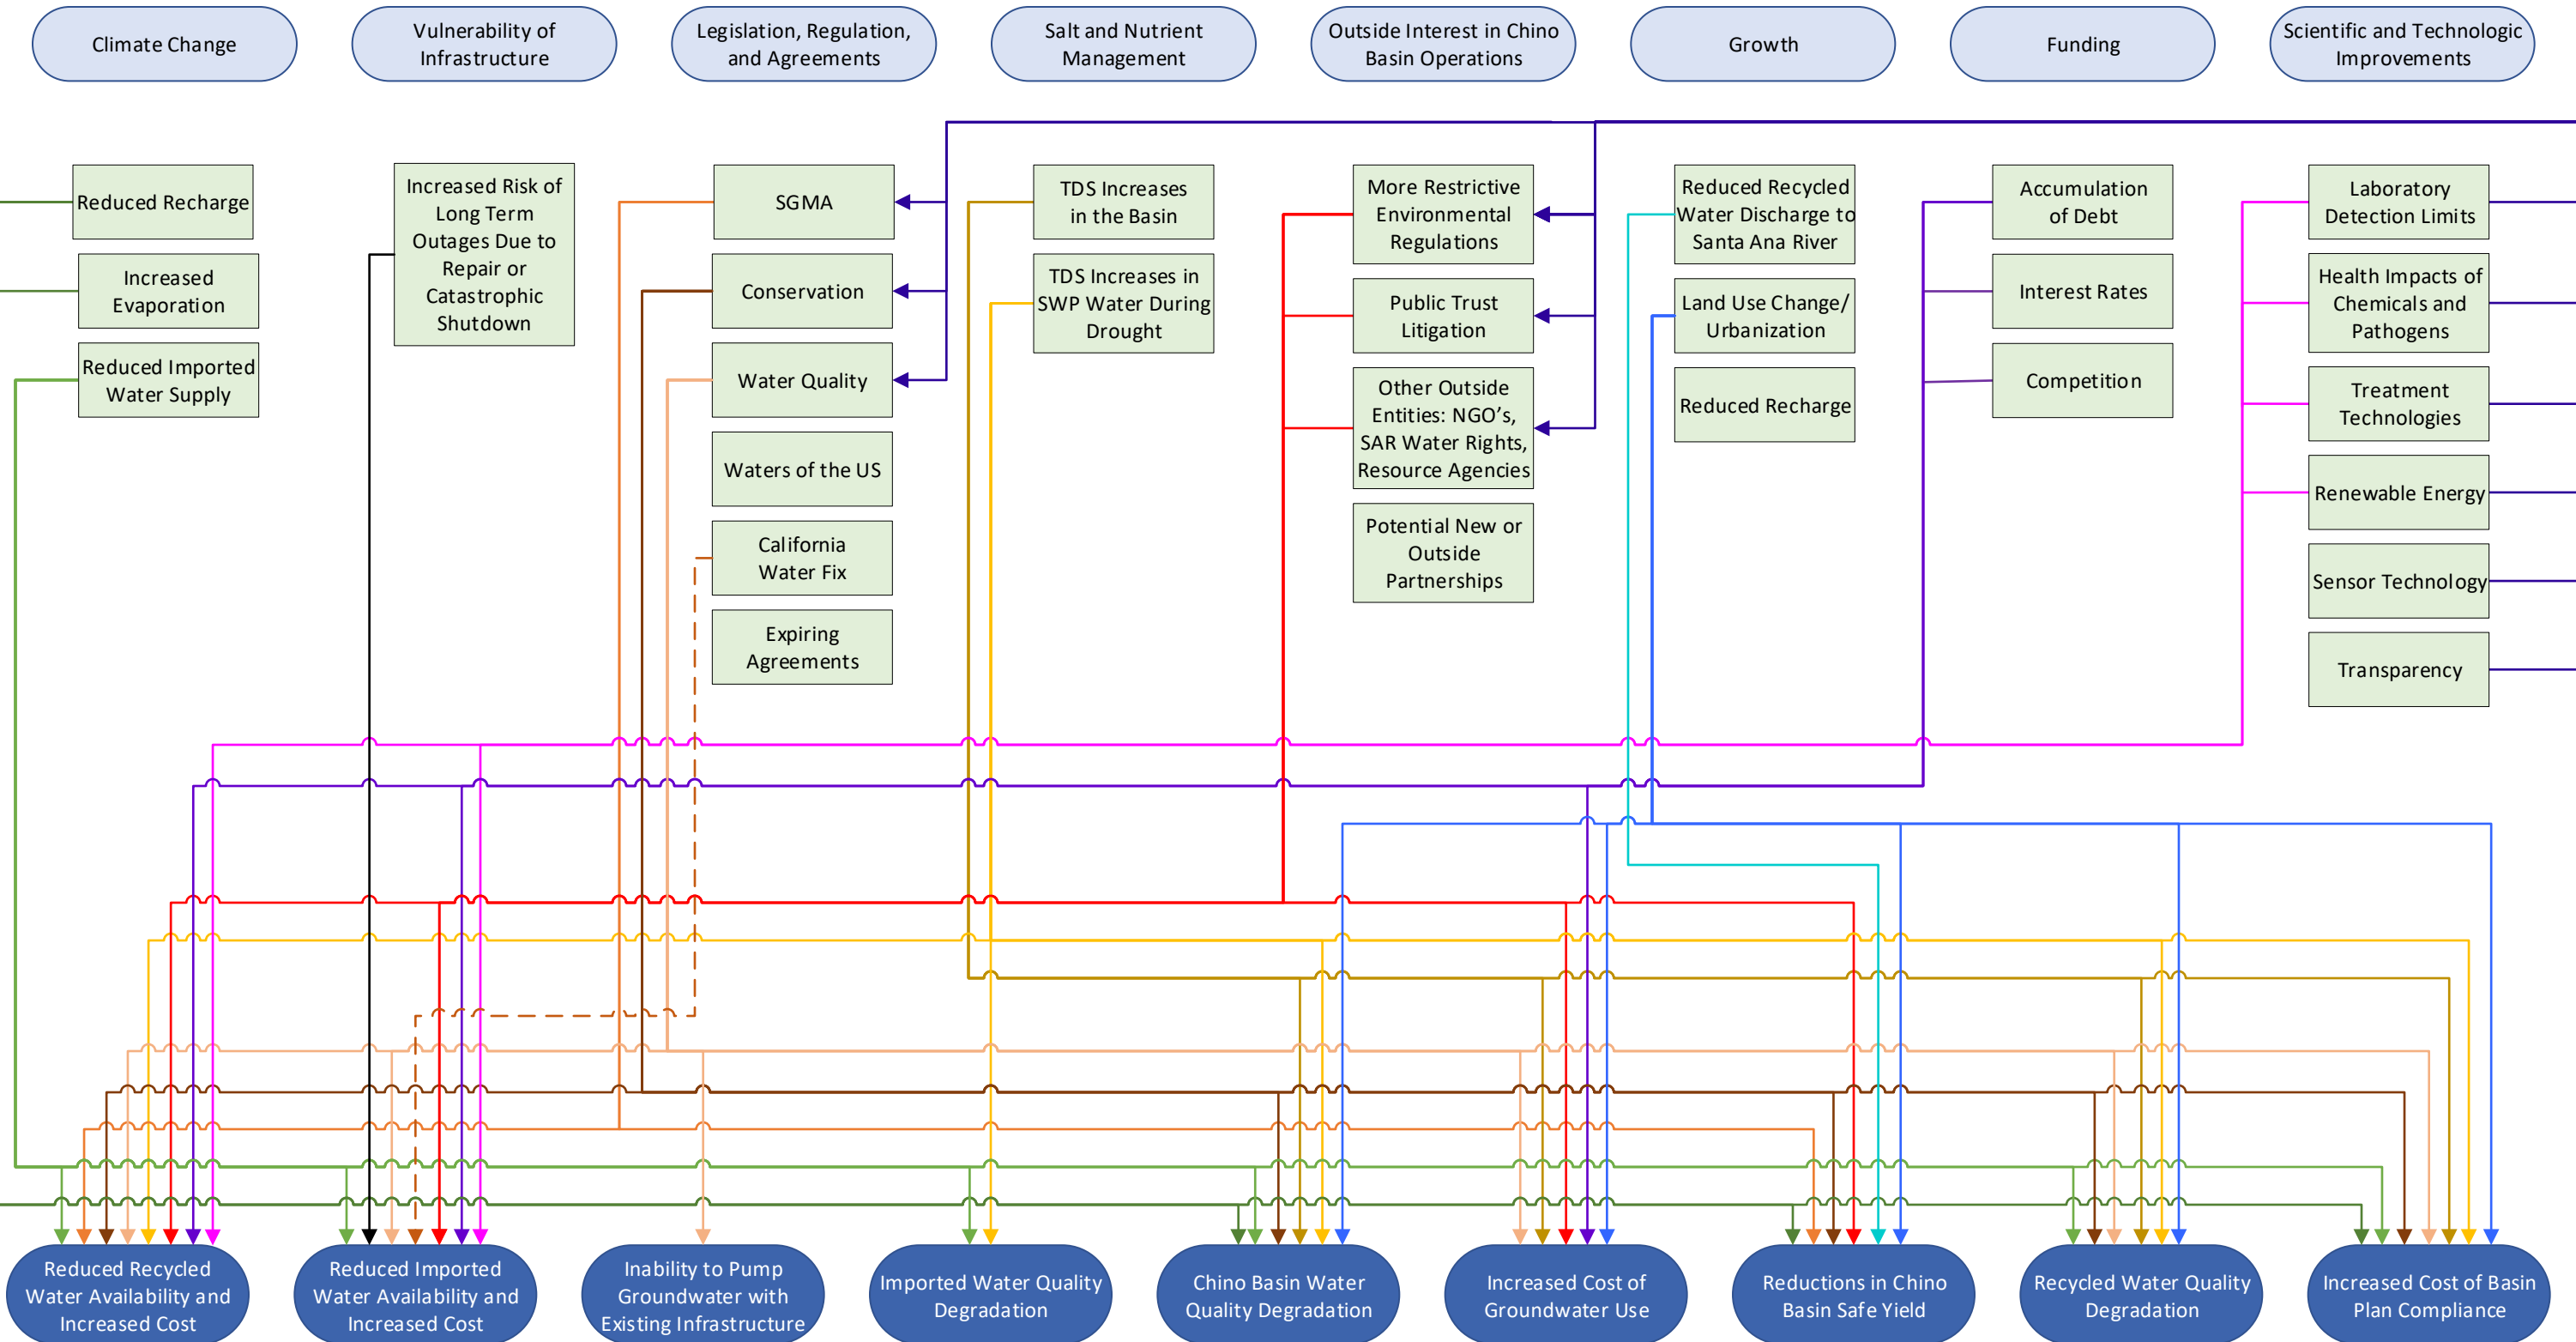 Climate Change
Vulnerability of
Infrastructure
Legislation, Regulation,
and Agreements
Salt and Nutrient
Management
Outside Interest in Chino
Basin Operations
Growth
Funding
Scientific and Technologic
Improvements
Reduced Recharge
Increased
Evaporation
Reduced Imported
Water Supply
Increased Risk of
Long Term
Outages Due to
Repair or
Catastrophic
Shutdown
SGMA
Conservation
Water Quality
Waters of the US
California
Water Fix
Expiring
Agreements
TDS Increases
in the Basin
TDS Increases in
SWP Water During
Drought
More Restrictive
Environmental
Regulations
Public Trust
Litigation
Other Outside
Entities: NGO’s,
SAR Water Rights,
Resource Agencies
Potential New or
Outside
Partnerships
Reduced Recycled
Water Discharge to
Santa Ana River
Land Use Change/
Urbanization
Reduced Recharge
Accumulation
of Debt
Interest Rates
Competition
Laboratory
Detection Limits
Health Impacts of
Chemicals and
Pathogens
Treatment
Technologies
Renewable Energy
Sensor Technology
Transparency
Reduced Recycled
Water Availability and
Increased Cost
Reduced Imported
Water Availability and
Increased Cost
Inability to Pump
Groundwater with
Existing Infrastructure
Imported Water Quality
Degradation
Chino Basin Water
Quality Degradation
Increased Cost of
Groundwater Use
Reductions in Chino
Basin Safe Yield
Recycled Water Quality
Degradation
Increased Cost of Basin
Plan Compliance